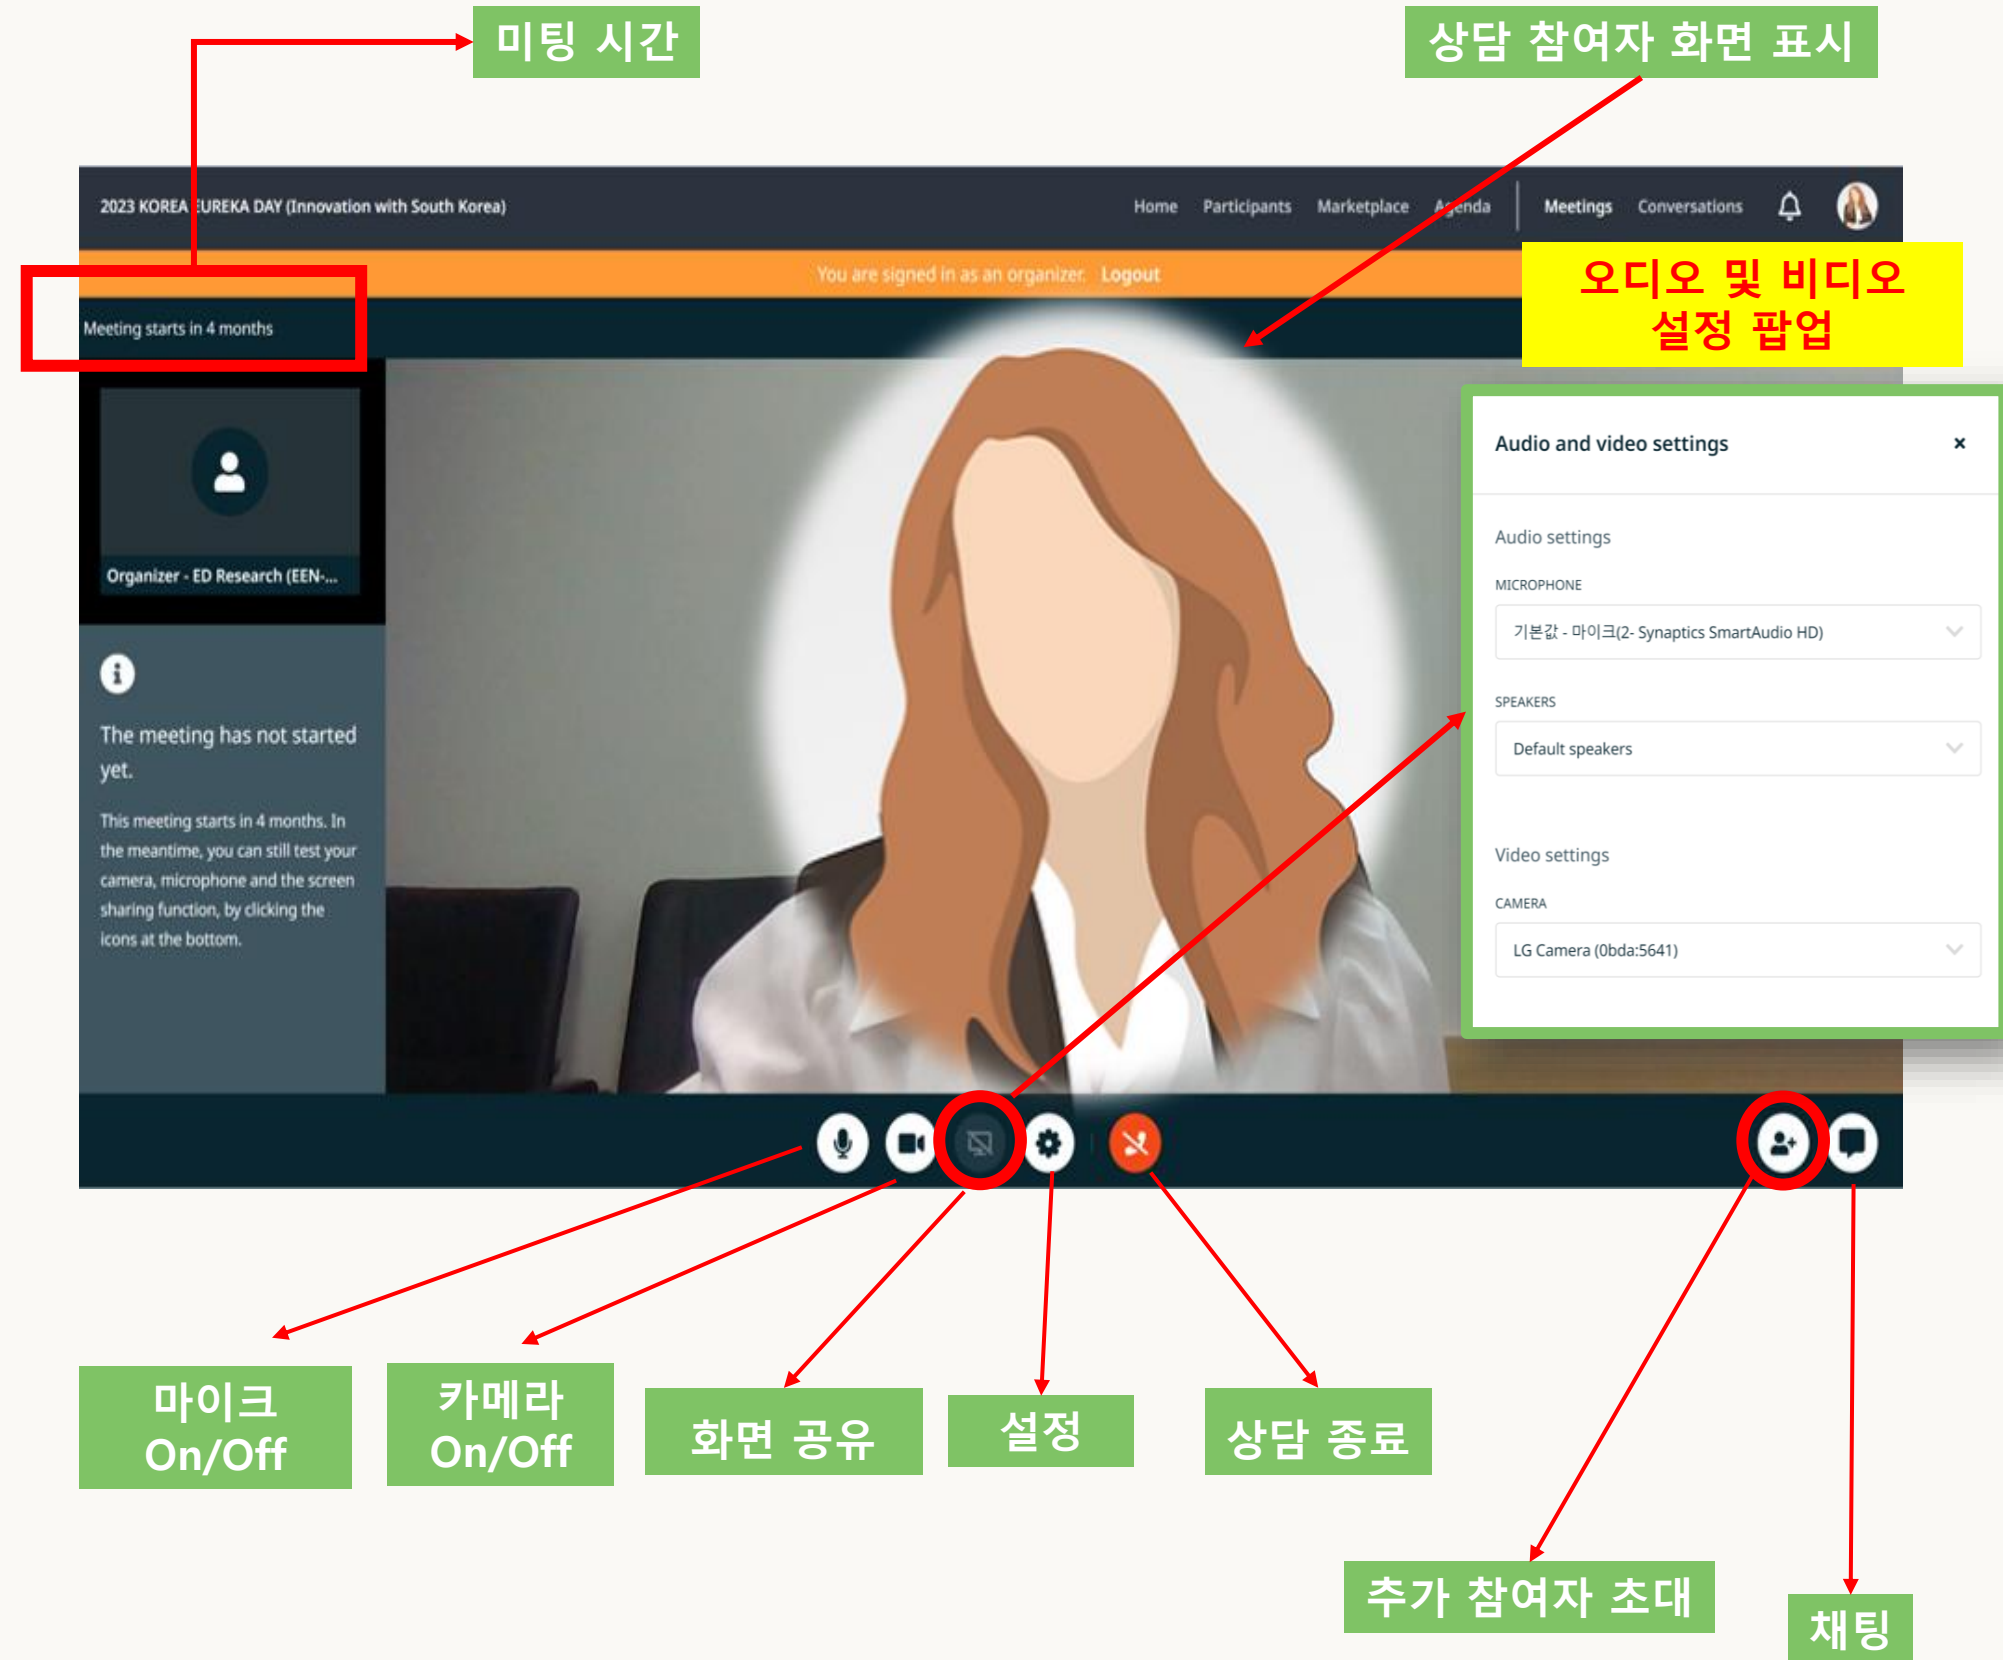 미팅 시간
상담 참여자 화면 표시
2023 KOREA EUREKA DAY (Innovation with South Korea)
Home Participants Marketplace Agenda Meetings Conversations
You are signed in as an organizer. Logout
오디오 및 비디오
설정 팝업
Meeting starts in 4 months
Organizer - ED Research (EEN-...
The meeting has not started
yet.
This meeting starts in 4 months. In
the meantime, you can still test your
camera, microphone and the screen
sharing function, by clicking the
icons at the bottom.
Audio and video settings
Audio settings
MICROPHONE
기본값 - 마이크(2- Synaptics SmartAudio HD)
SPEAKERS
Default speakers
Video settings
CAMERA
LG Camera (0bda:5641)
마이크
On/Off
카메라
On/Off
화면 공유
설정
상담 종료
추가 참여자 초대
채팅